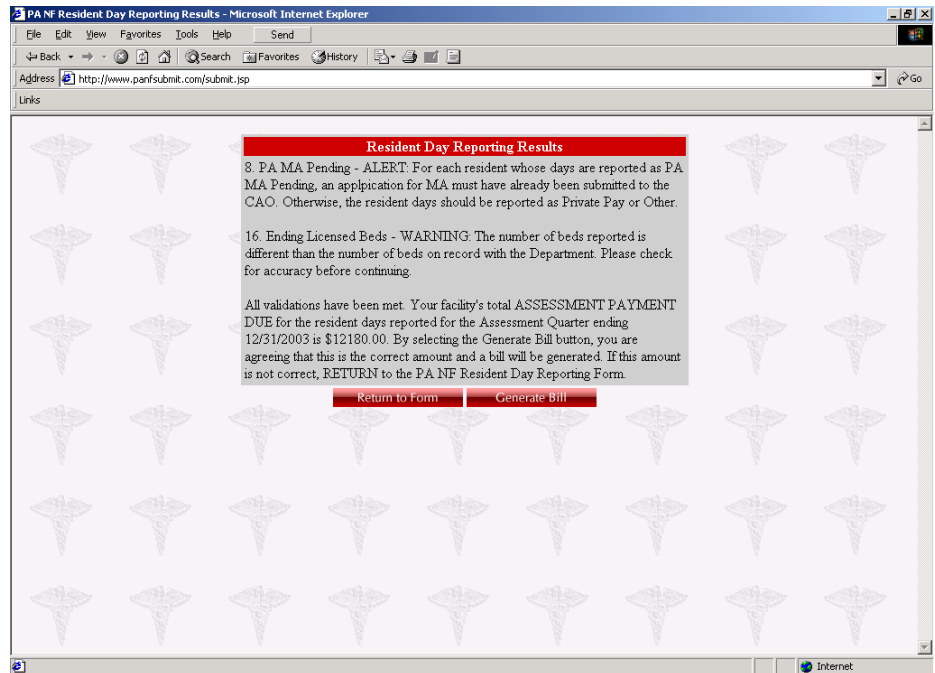 PA NF Resident Day Reporting Results - Microsoft Internet Explorer
File Edit View Favorites Tools Help Send
Back Search Favorites History
Address http://www.panfsubmit.com/submit.jsp Go
Links
Resident Day Reporting Results
8. PA MA Pending - ALERT: For each resident whose days are reported as PA
MA Pending, an applpication for MA must have already been submitted to the
CAO. Otherwise, the resident days should be reported as Private Pay or Other.
16. Ending Licensed Beds - WARNING: The number of beds reported is
different than the number of beds on record with the Department. Please check
for accuracy before continuing.
All validations have been met. Your facility's total ASSESSMENT PAYMENT
DUE for the resident days reported for the Assessment Quarter ending
12/31/2003 is $12180.00. By selecting the Generate Bill button, you are
agreeing that this is the correct amount and a bill will be generated. If this amount
is not correct, RETURN to the PA NF Resident Day Reporting Form.
Return to Form Generate Bill
Internet